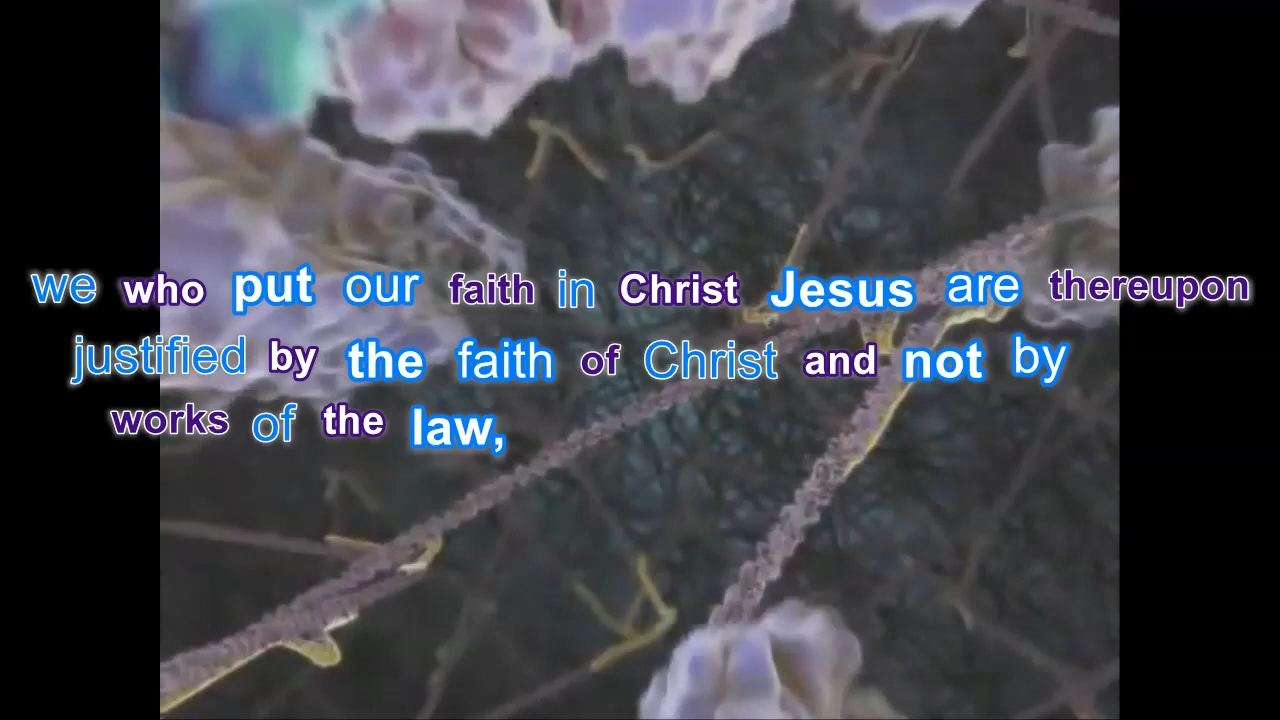 we who put our faith in Christ Jesus are thereupon
justified by the faith of Christ and not by
works of the law,